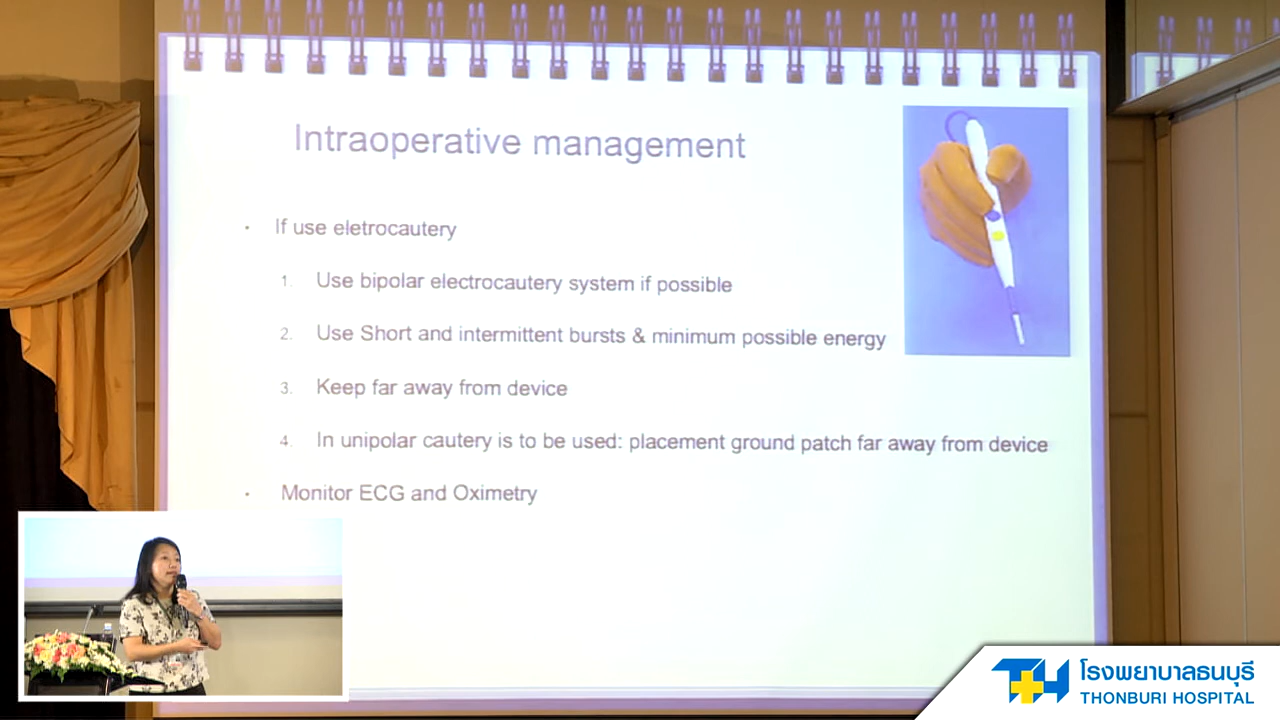 Intraoperative management
• If use eletrocautery
1. Use bipolar electrocautery system if possible
2. Use Short and intermittent bursts & minimum possible energy
3. Keep far away from device
4. In unipolar cautery is to be used: placement ground patch far away from device
• Monitor ECG and Oximetry
TH โรงพยาบาลธนบุรี
THONBURI HOSPITAL